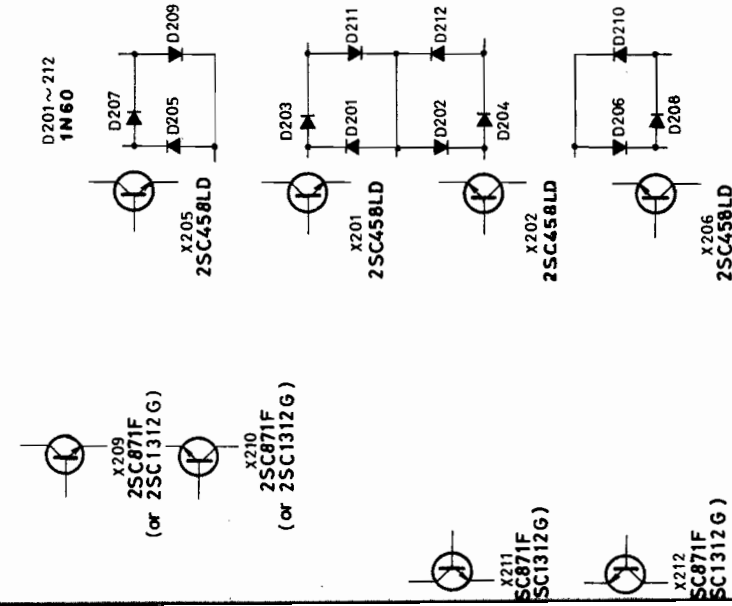 D201~212
1N60
D209
D207
D205
D211
D212
D203
D201
D202
D204
D210
D206
D208
X205
2SC458LD
X201
2SC458LD
X202
2SC458LD
X206
2SC458LD
X209
2SC871F
(or 2SC1312G)
X210
2SC871F
(or 2SC1312G)
X211
SC871F
SC1312G)
X212
SC871F
SC1312G)